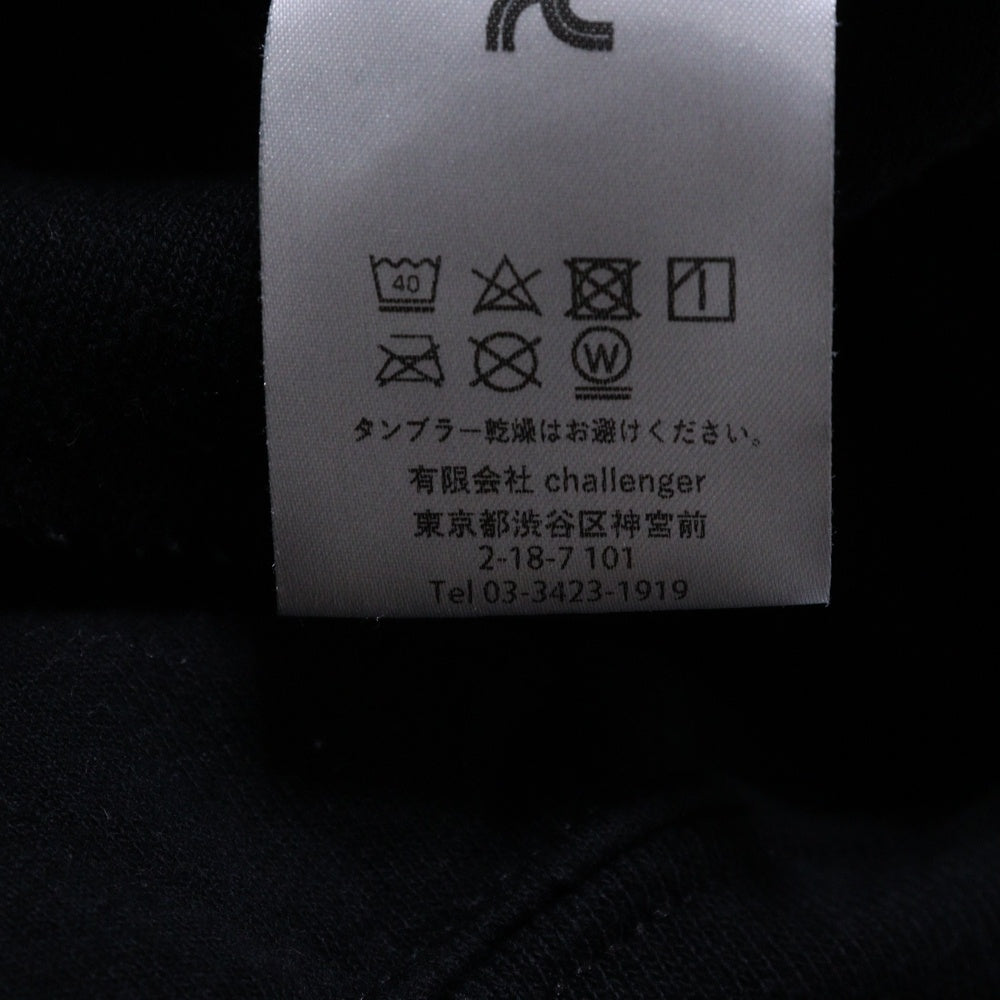 40
W
タンブラー乾燥はお避けください。
有限会社 challenger
東京都渋谷区神宮前
2-18-7 101
Tel 03-3423-1919